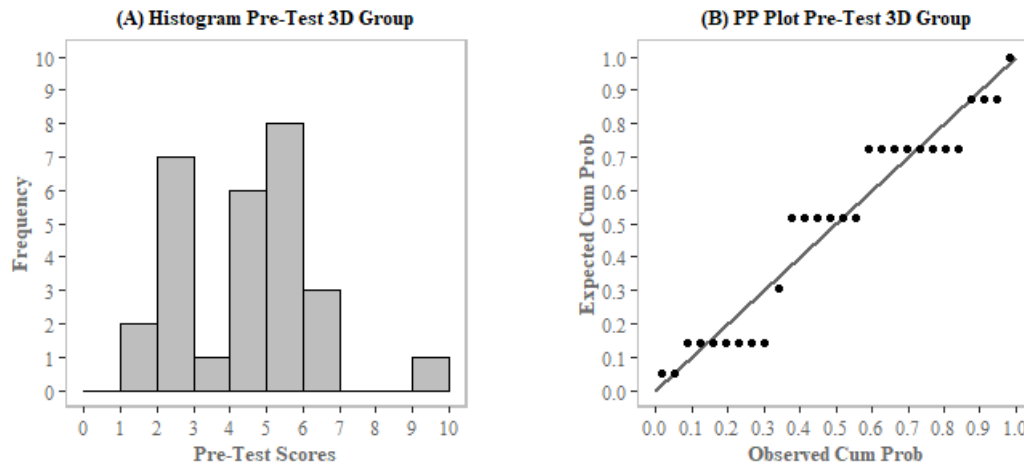 (A) Histogram Pre-Test 3D Group
10
9
8
7
6
5
4
3
2
1
0
Frequency
0 1 2 3 4 5 6 7 8 9 10
Pre-Test Scores
(B) PP Plot Pre-Test 3D Group
1.0
0.9
0.8
0.7
0.6
0.5
0.4
0.3
0.2
0.1
0.0
Expected Cum Prob
0.0 0.1 0.2 0.3 0.4 0.5 0.6 0.7 0.8 0.9 1.0
Observed Cum Prob